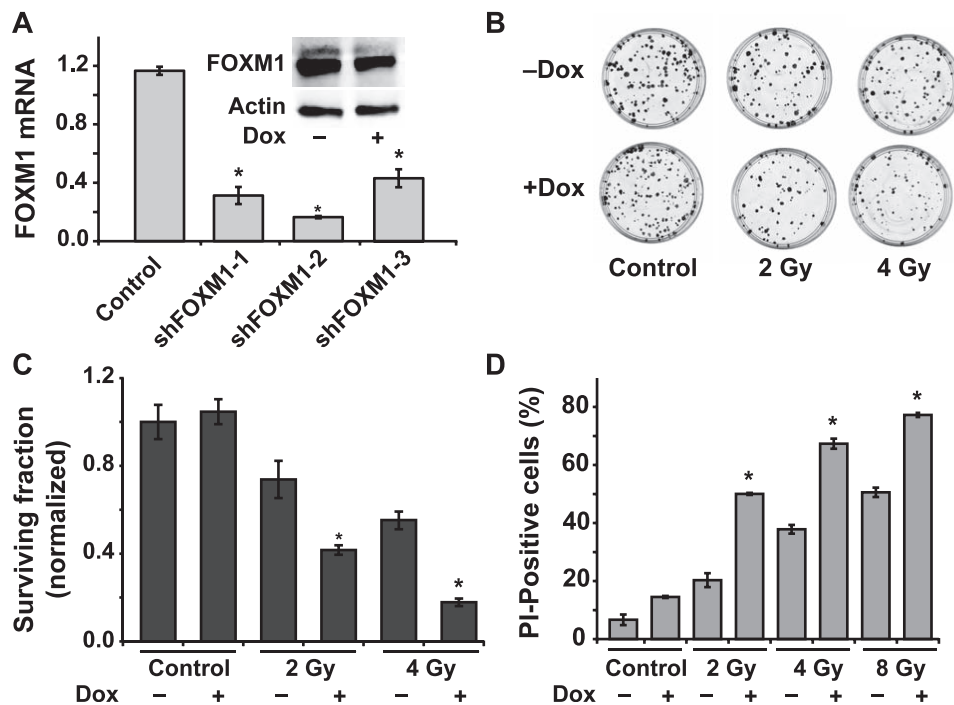 A
FOXM1 mRNA
1.2
0.8
0.4
0.0
FOXM1
Actin
Dox – +
*
*
*
Control
shFOXM1-1
shFOXM1-2
shFOXM1-3
B
–Dox
+Dox
Control 2 Gy 4 Gy
C
Surviving fraction
(normalized)
1.2
0.8
0.4
0.0
*
*
Control 2 Gy 4 Gy
Dox – + – + – +
D
PI-Positive cells (%)
80
60
40
20
0
*
*
*
Control 2 Gy 4 Gy 8 Gy
Dox – + – + – + – +